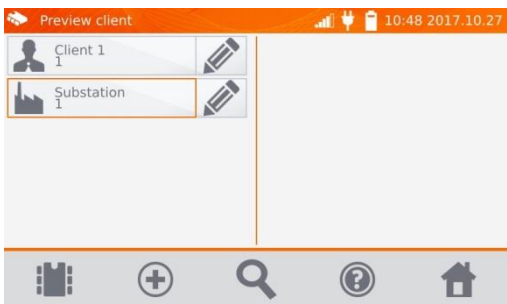 Preview client
10:48 2017.10.27
Client 1
1
Substation
1